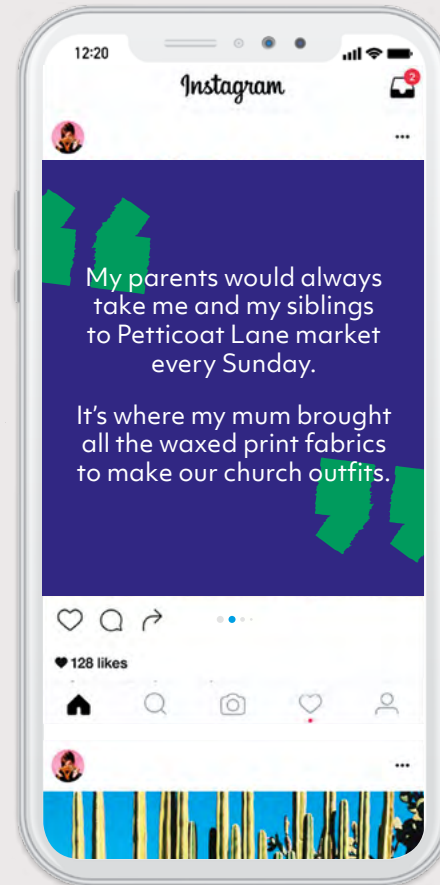 12:20
Instagram
2
My parents would always
take me and my siblings
to Petticoat Lane market
every Sunday.
It's where my mum brought
all the waxed print fabrics
to make our church outfits.
128 likes